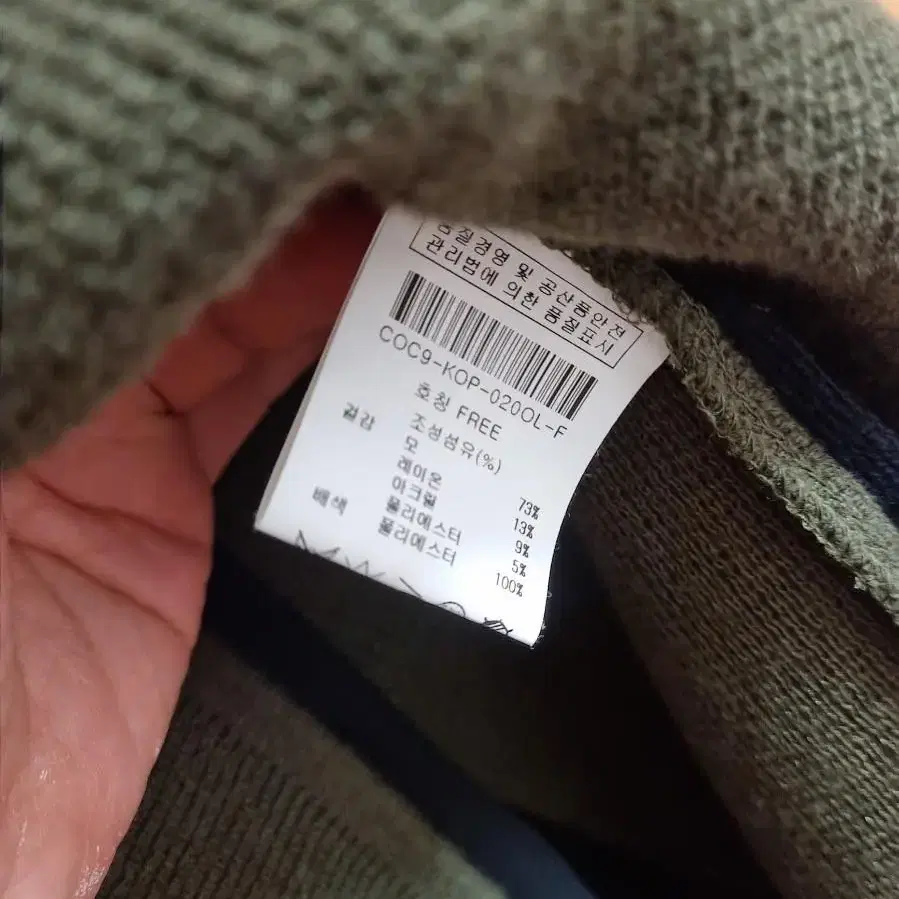 품질경영 및 공산품안전
관리법에 의한 품질표시
COC9-KOP-020OL-F
호칭 FREE
조성섬유(%)
겉감 모 73%
레이온 13%
아크릴 9%
폴리에스터 5%
배색 폴리에스터 100%